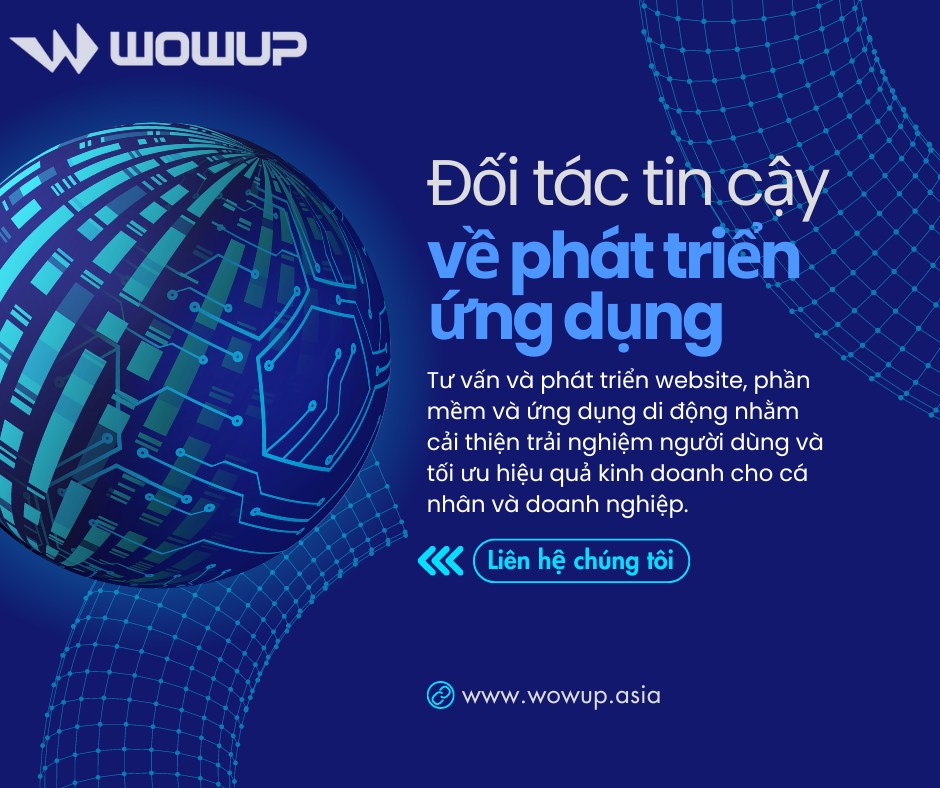 WOWUP
Đối tác tin cậy
về phát triển
ứng dụng
Tư vấn và phát triển website, phần
mềm và ứng dụng di động nhằm
cải thiện trải nghiệm người dùng và
tối ưu hiệu quả kinh doanh cho cá
nhân và doanh nghiệp.
Liên hệ chúng tôi
www.wowup.asia